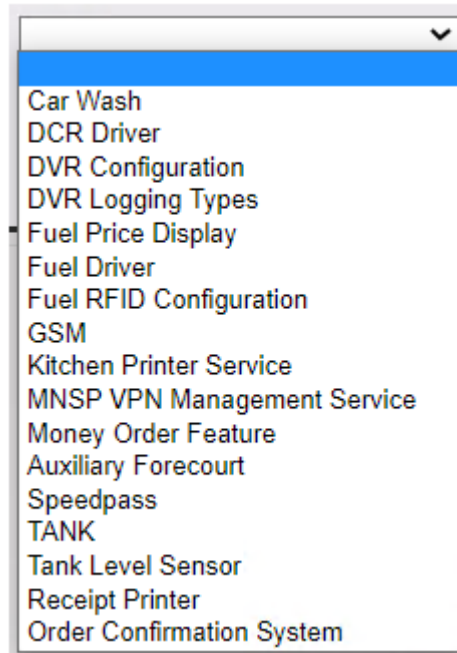 Car Wash
DCR Driver
DVR Configuration
DVR Logging Types
Fuel Price Display
Fuel Driver
Fuel RFID Configuration
GSM
Kitchen Printer Service
MNSP VPN Management Service
Money Order Feature
Auxiliary Forecourt
Speedpass
TANK
Tank Level Sensor
Receipt Printer
Order Confirmation System